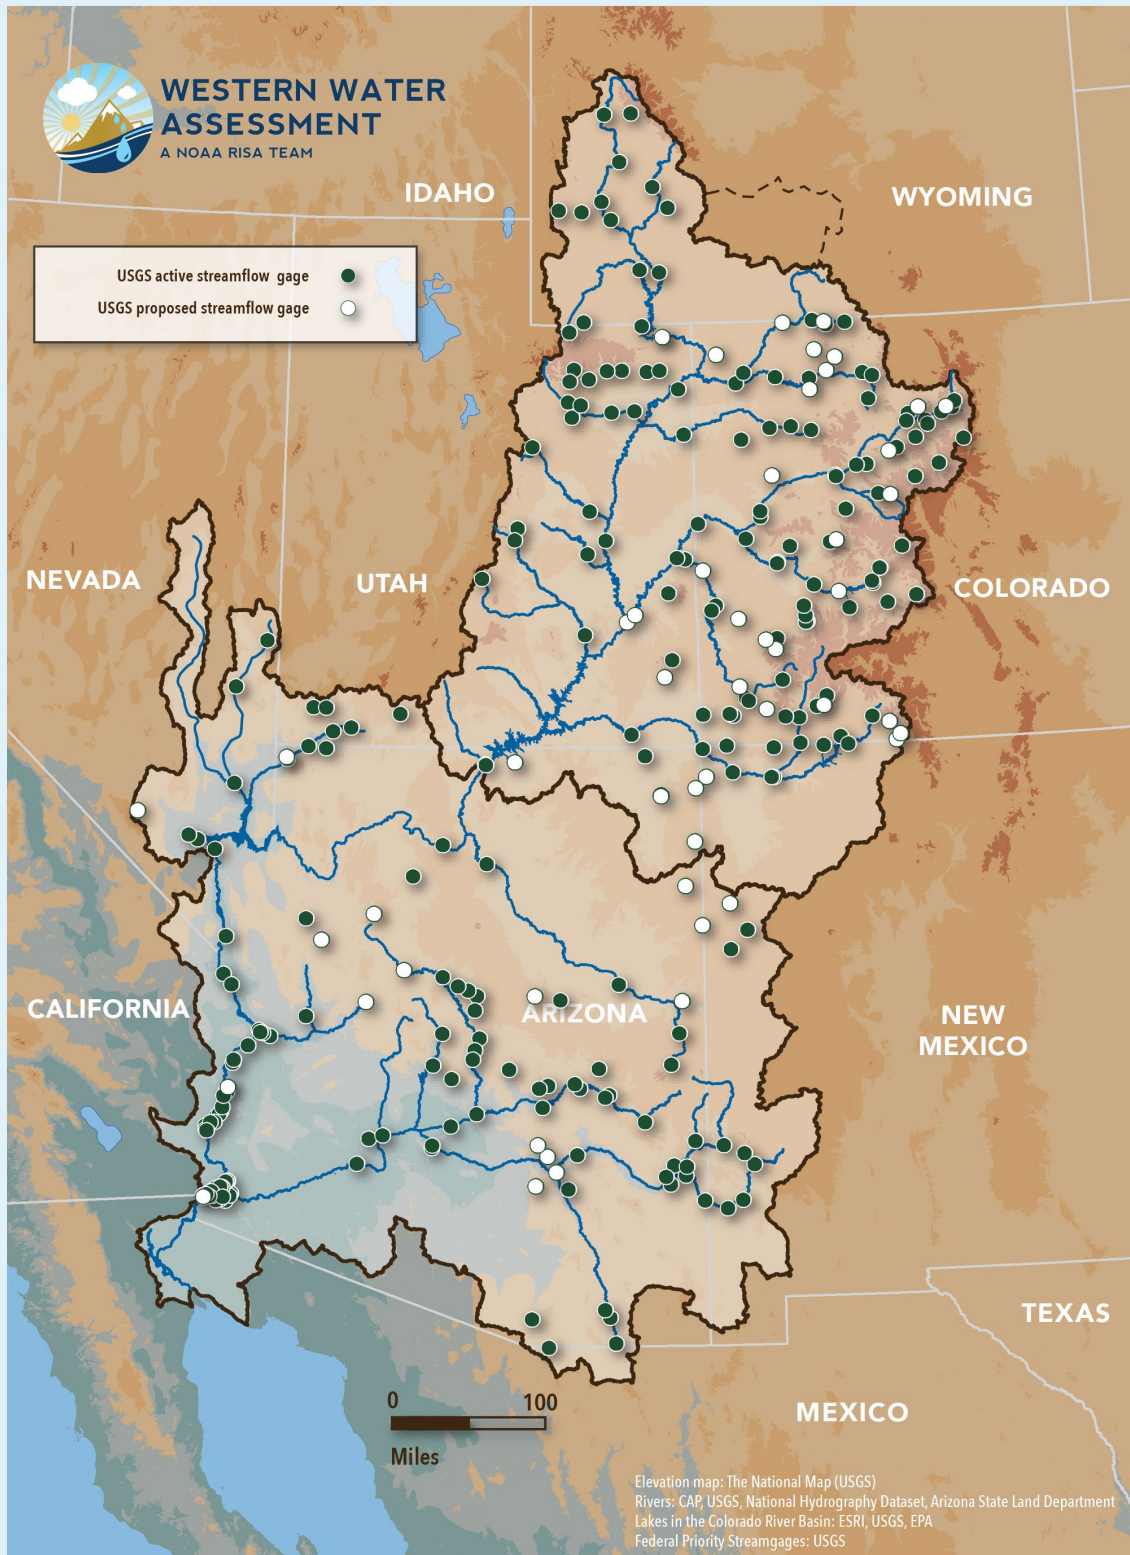 WESTERN WATER
ASSESSMENT
A NOAA RISA TEAM
IDAHO
WYOMING
USGS active streamflow gage
USGS proposed streamflow gage
NEVADA
UTAH
COLORADO
CALIFORNIA
ARIZONA
NEW
MEXICO
TEXAS
0 100
Miles
MEXICO
Elevation map: The National Map (USGS)
Rivers: CAP, USGS, National Hydrography Dataset, Arizona State Land Department
Lakes in the Colorado River Basin: ESRI, USGS, EPA
Federal Priority Streamgages: USGS